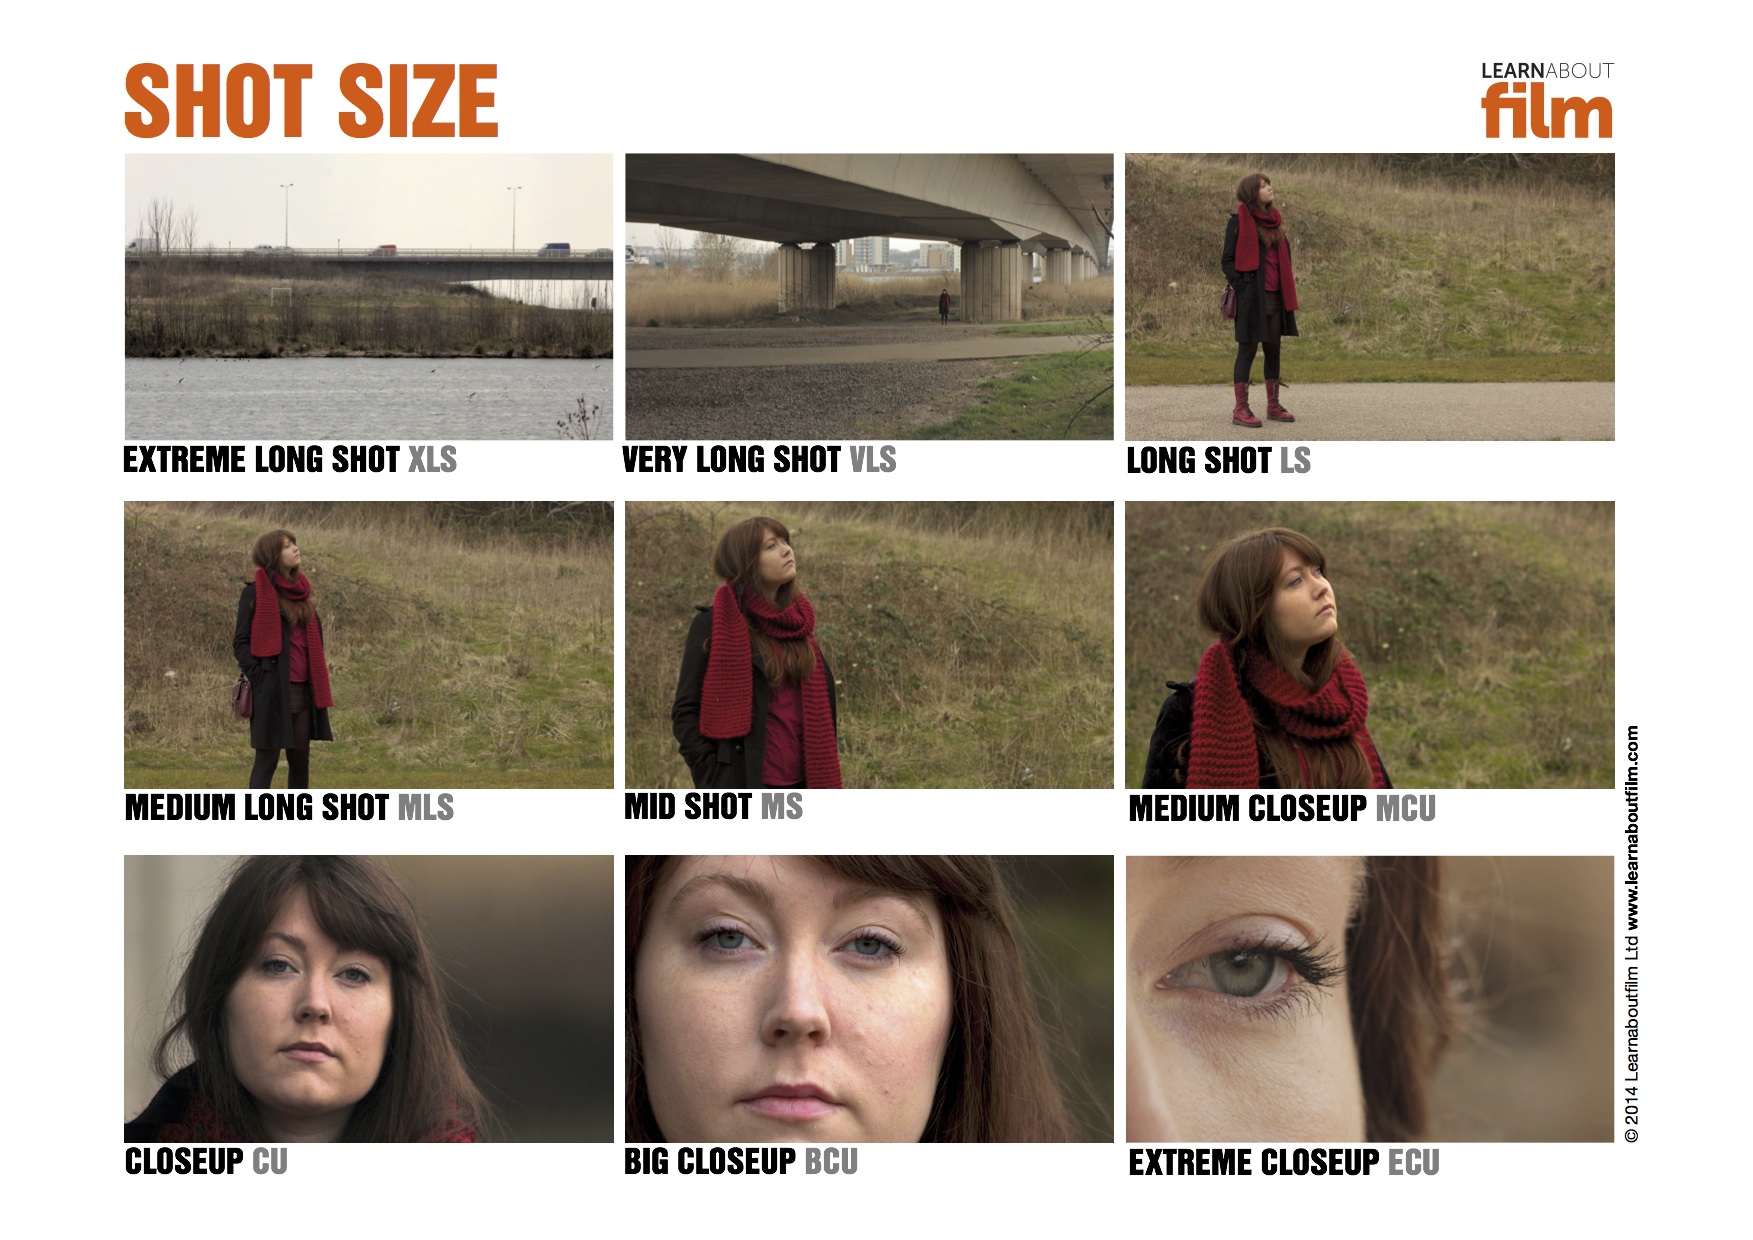 SHOT SIZE
LEARNABOUT
film
EXTREME LONG SHOT XLS
VERY LONG SHOT VLS
LONG SHOT LS
MEDIUM LONG SHOT MLS
MID SHOT MS
MEDIUM CLOSEUP MCU
CLOSEUP CU
BIG CLOSEUP BCU
EXTREME CLOSEUP ECU
© 2014 Learnaboutfilm Ltd www.learnaboutfilm.com